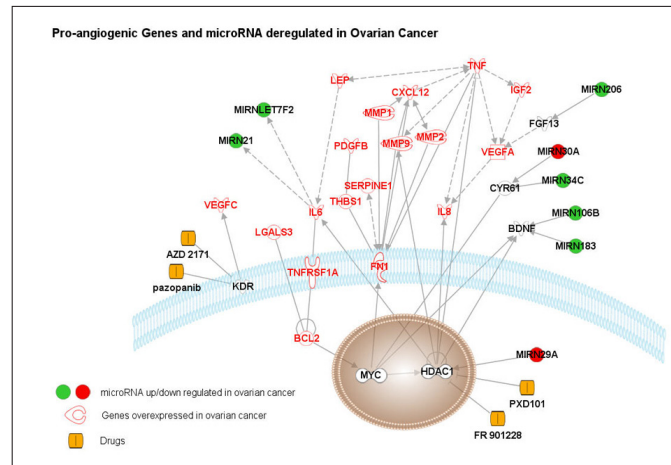 Pro-angiogenic Genes and microRNA deregulated in Ovarian Cancer
TNF
LEP
CXCL12
IGF2
MIRN206
MIRNLET7F2
MMP1
FGF13
MIRN21
MMP2
PDGFB
MMP9
VEGFA
MIRN30A
SERPINE1
CYR61
MIRN34C
VEGFC
THBS1
IL6
IL8
MIRN106B
LGALS3
BDNF
MIRN183
AZD 2171
TNFRSF1A
FN1
pazopanib
KDR
BCL2
MIRN29A
MYC
HDAC1
microRNA up/down regulated in ovarian cancer
PXD101
Genes overexpressed in ovarian cancer
FR 901228
Drugs